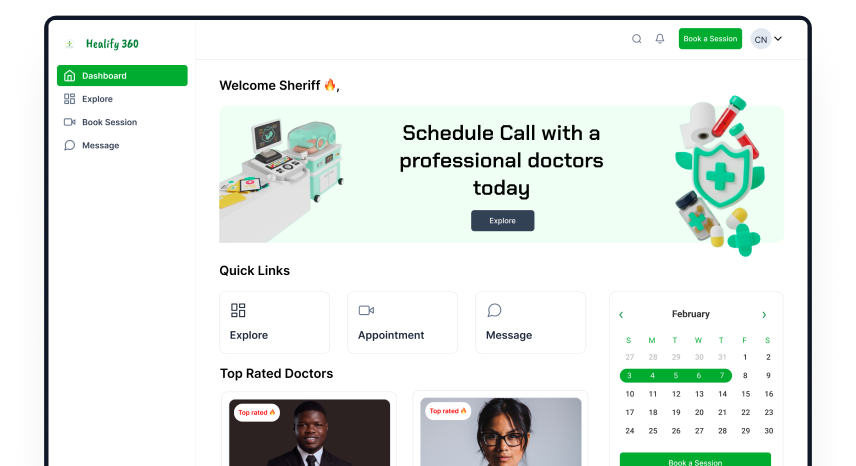 Healify 360
Book a Session
CN
Dashboard
Explore
Book Session
Message
Welcome Sheriff 🔥,
Schedule Call with a
professional doctors
today
Explore
Quick Links
Explore
Appointment
Message
Top Rated Doctors
Top rated 🔥
Top rated 🔥
February
S M T W T F S
27 28 29 30 31 1 2
3 4 5 6 7 8 9
10 11 12 13 14 15 16
17 18 19 20 21 22 23
24 25 26 27 28 29 30
Book a Session